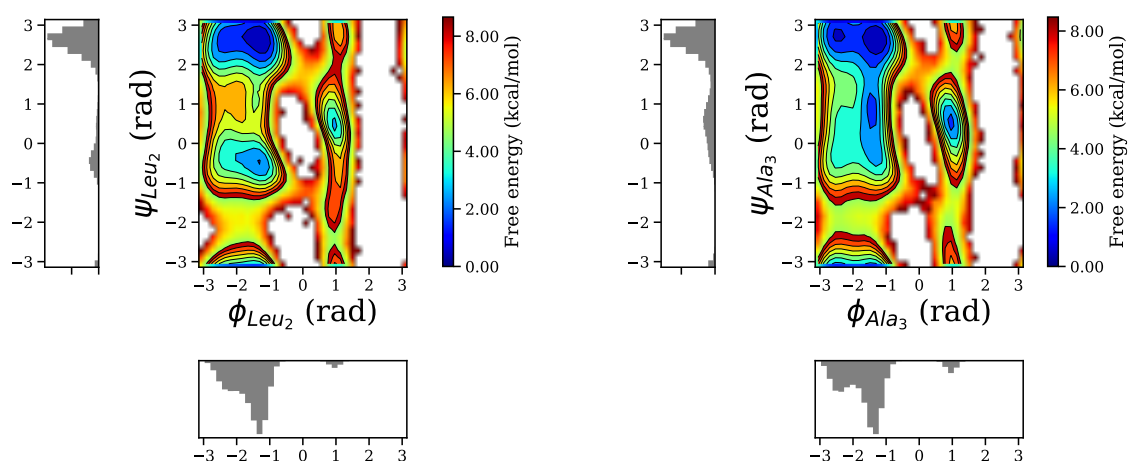 3
2
1
0
−1
−2
−3
ψLeu2 (rad)
8.00
6.00
4.00
2.00
0.00
Free energy (kcal/mol)
−3 −2 −1 0 1 2 3
ϕLeu2 (rad)
−3 −2 −1 0 1 2 3
3
2
1
0
−1
−2
−3
ψAla3 (rad)
8.00
6.00
4.00
2.00
0.00
Free energy (kcal/mol)
−3 −2 −1 0 1 2 3
ϕAla3 (rad)
−3 −2 −1 0 1 2 3